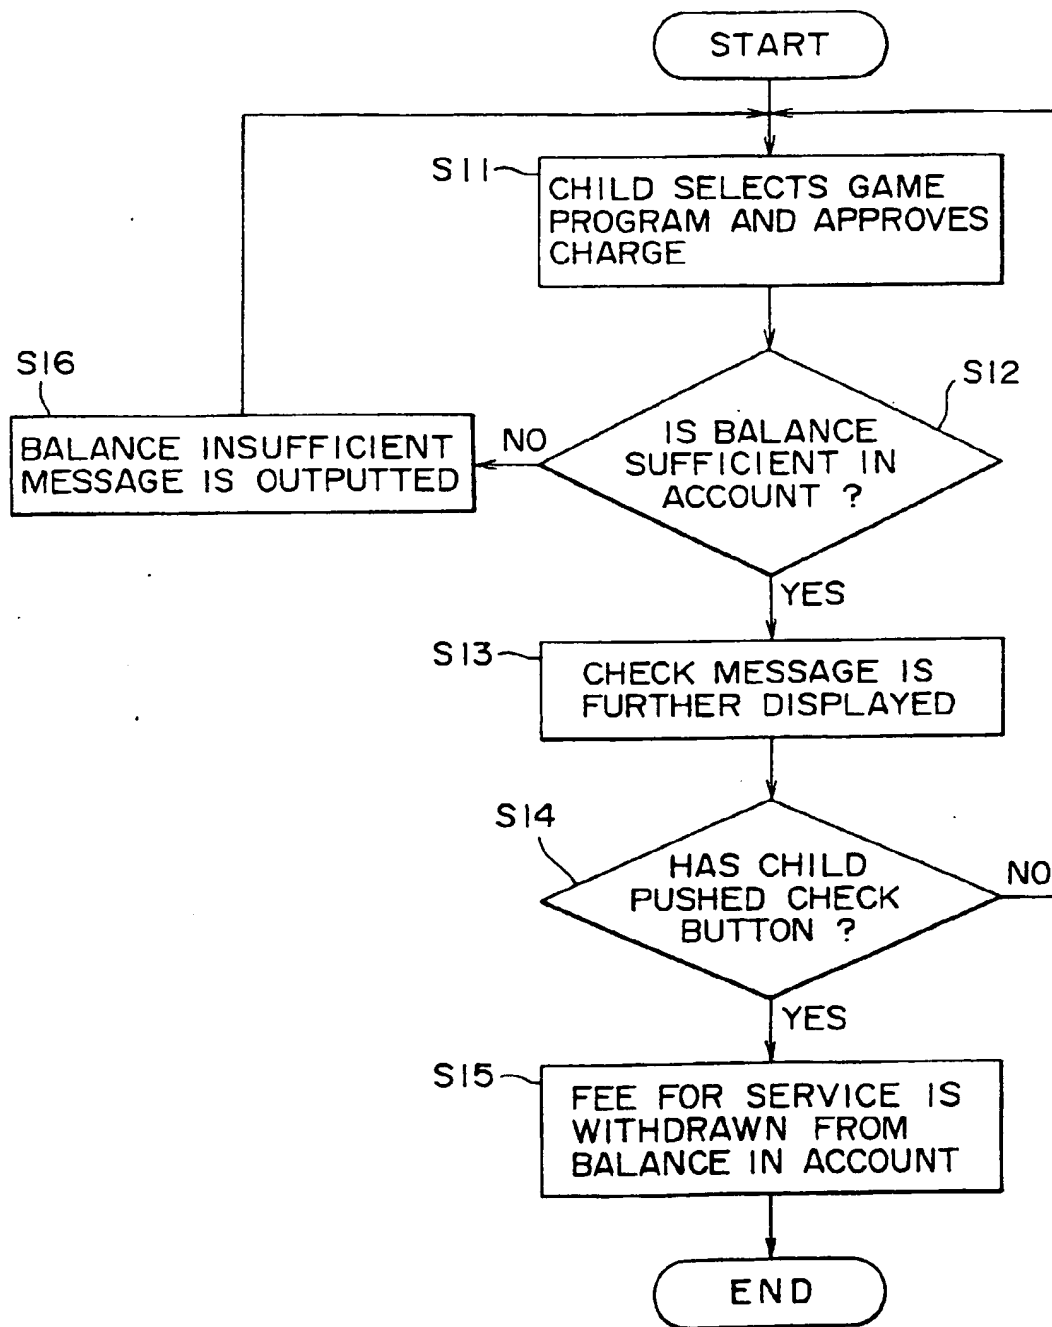 START
S11
CHILD SELECTS GAME
PROGRAM AND APPROVES
CHARGE
S16
BALANCE INSUFFICIENT
MESSAGE IS OUTPUTTED
NO
S12
IS BALANCE
SUFFICIENT IN
ACCOUNT ?
YES
S13
CHECK MESSAGE IS
FURTHER DISPLAYED
S14
HAS CHILD
PUSHED CHECK
BUTTON ?
NO
YES
S15
FEE FOR SERVICE IS
WITHDRAWN FROM
BALANCE IN ACCOUNT
END